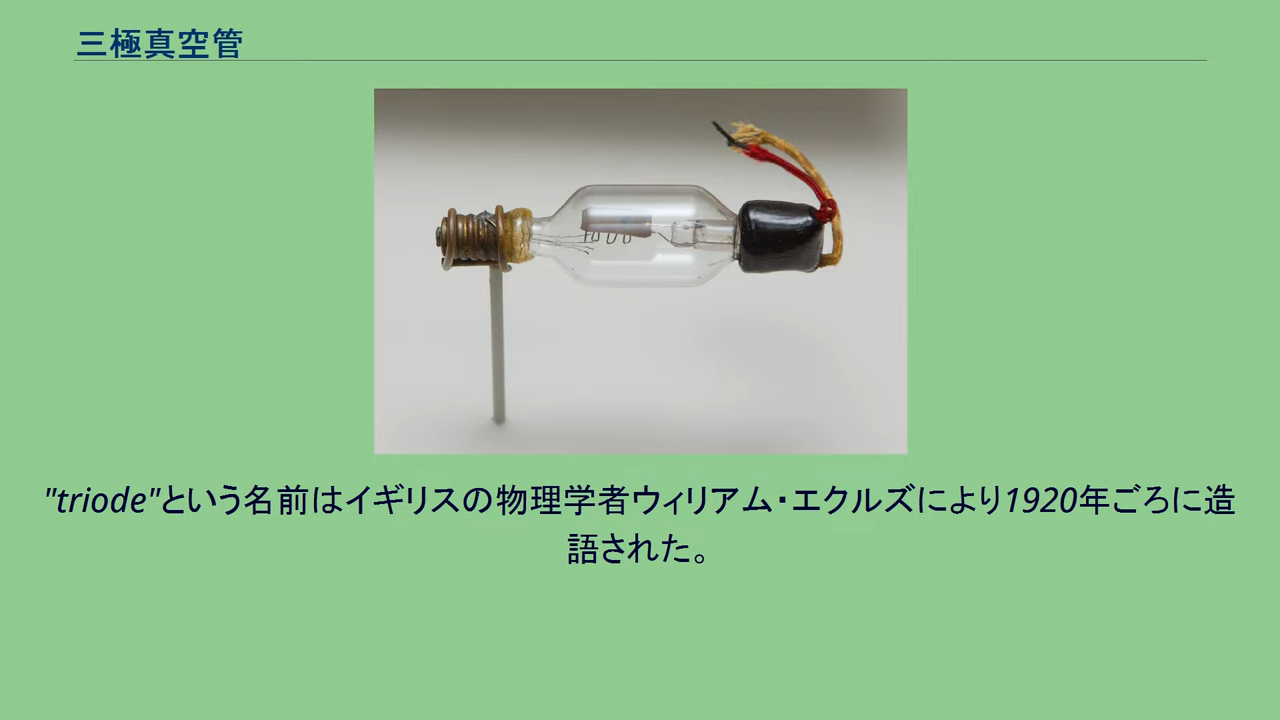 三極真空管
"triode"という名前はイギリスの物理学者ウィリアム・エクルズにより1920年ごろに造
語された。